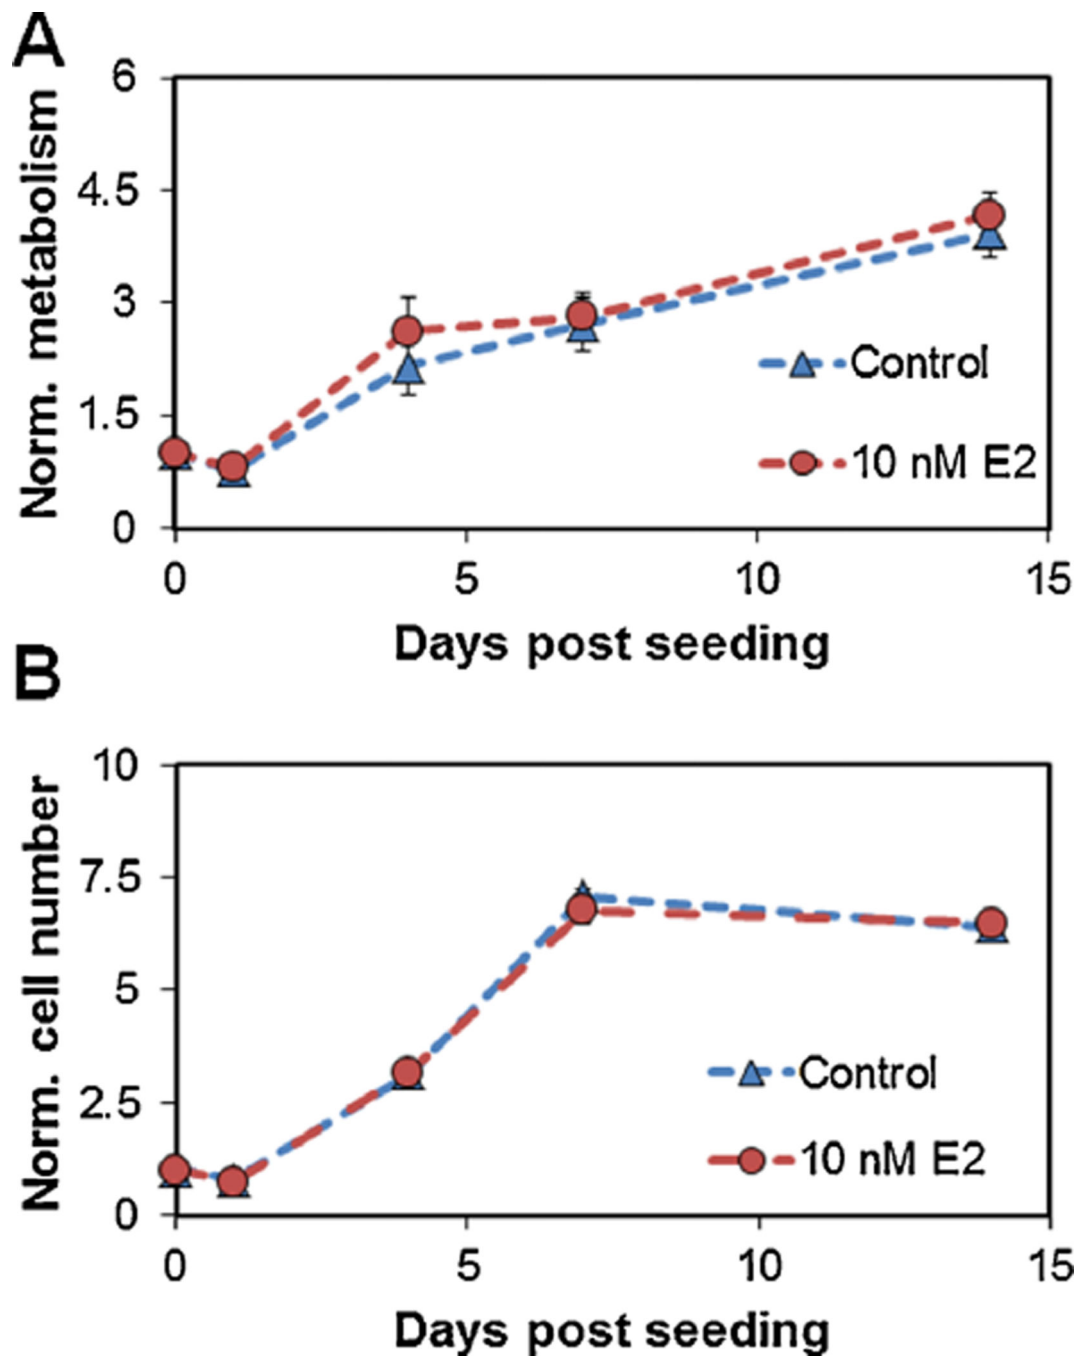 A
Norm. metabolism
6
4.5
3
1.5
0
Control
10 nM E2
0 5 10 15
Days post seeding
B
Norm. cell number
10
7.5
5
2.5
0
Control
10 nM E2
0 5 10 15
Days post seeding